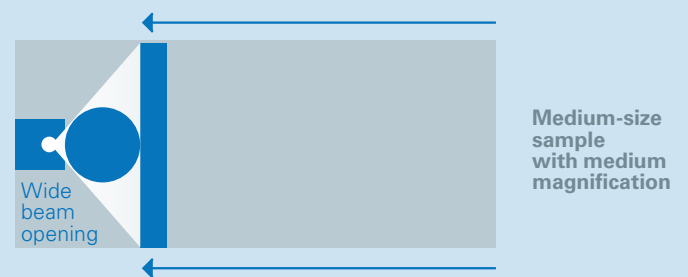 Medium-size
sample
with medium
magnification
Wide
beam
opening